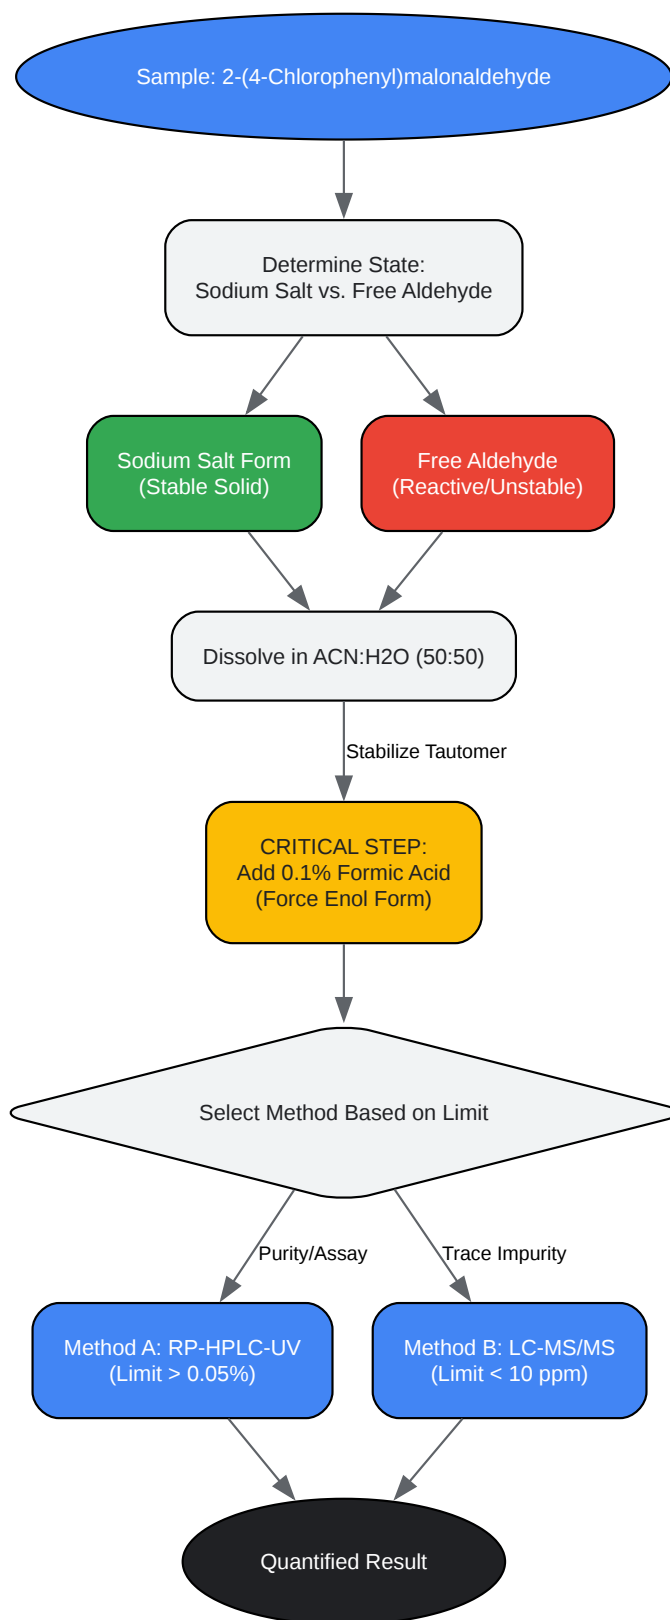 Sample: 2-(4-Chlorophenyl)malonaldehyde
Determine State:
Sodium Salt vs. Free Aldehyde
Sodium Salt Form
(Stable Solid)
Free Aldehyde
(Reactive/Unstable)
Dissolve in ACN:H2O (50:50)
Stabilize Tautomer
CRITICAL STEP:
Add 0.1% Formic Acid
(Force Enol Form)
Select Method Based on Limit
Purity/Assay
Trace Impurity
Method A: RP-HPLC-UV
(Limit > 0.05%)
Method B: LC-MS/MS
(Limit < 10 ppm)
Quantified Result